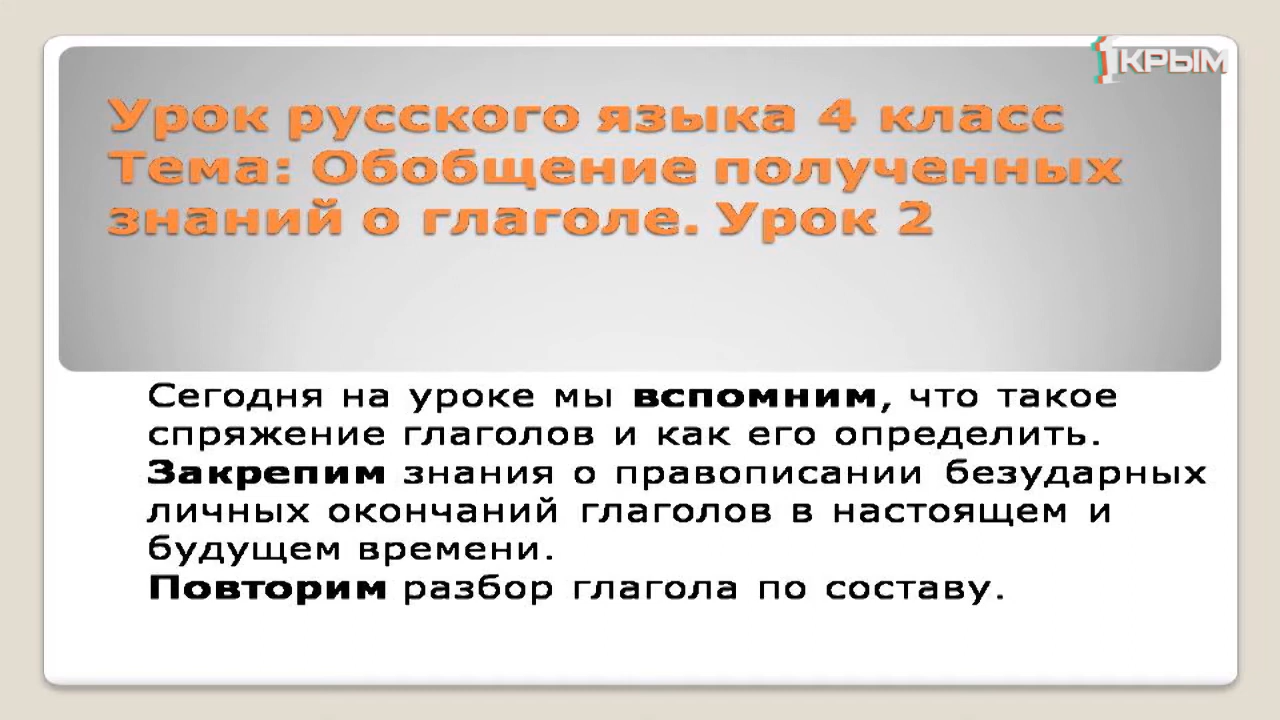 1КРЫМ
Урок русского языка 4 класс
Тема: Обобщение полученных
знаний о глаголе. Урок 2
Сегодня на уроке мы вспомним, что такое
спряжение глаголов и как его определить.
Закрепим знания о правописании безударных
личных окончаний глаголов в настоящем и
будущем времени.
Повторим разбор глагола по составу.